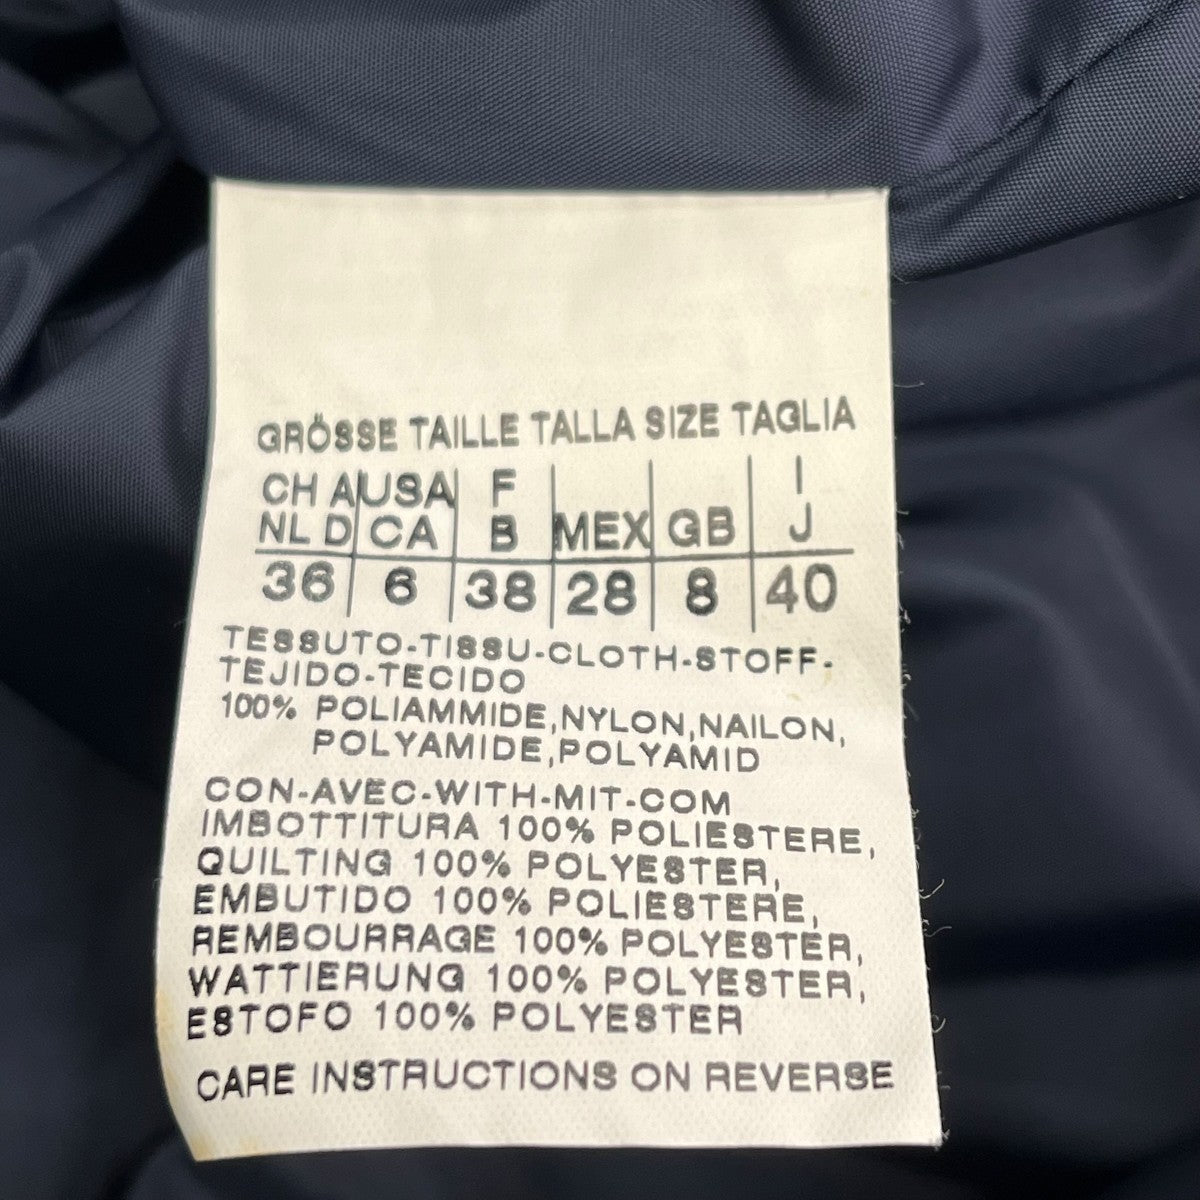 GRÖSSE TAILLE TALLA SIZE TAGLIA
CH A USA F I
NL D CA B MEX GB J
36 6 38 28 8 40
TESSUTO-TISSU-CLOTH-STOFF-
TEJIDO-TECIDO
100% POLIAMMIDE,NYLON,NAILON,
POLYAMIDE,POLYAMID
CON-AVEC-WITH-MIT-COM
IMBOTTITURA 100% POLIESTERE,
QUILTING 100% POLYESTER,
EMBUTIDO 100% POLIESTERE,
REMBOURRAGE 100% POLYESTER,
WATTIERUNG 100% POLYESTER,
ESTOFO 100% POLYESTER
CARE INSTRUCTIONS ON REVERSE